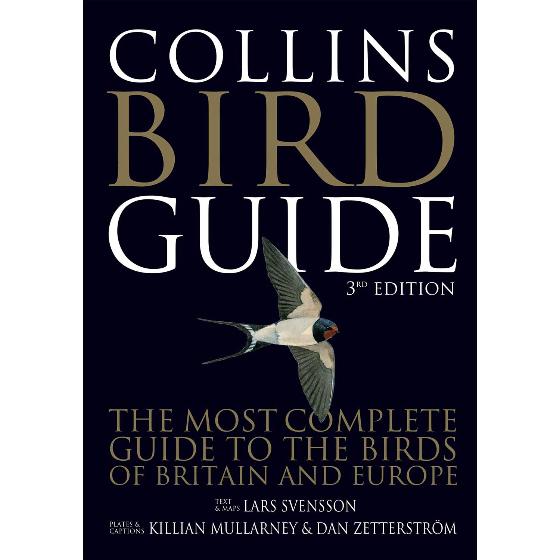 COLLINS
BIRD
GUIDE
3RD EDITION
THE MOST COMPLETE
GUIDE TO THE BIRDS
OF BRITAIN AND EUROPE
TEXT & MAPS LARS SVENSSON
PLATES & CAPTIONS KILLIAN MULLARNEY & DAN ZETTERSTRÖM